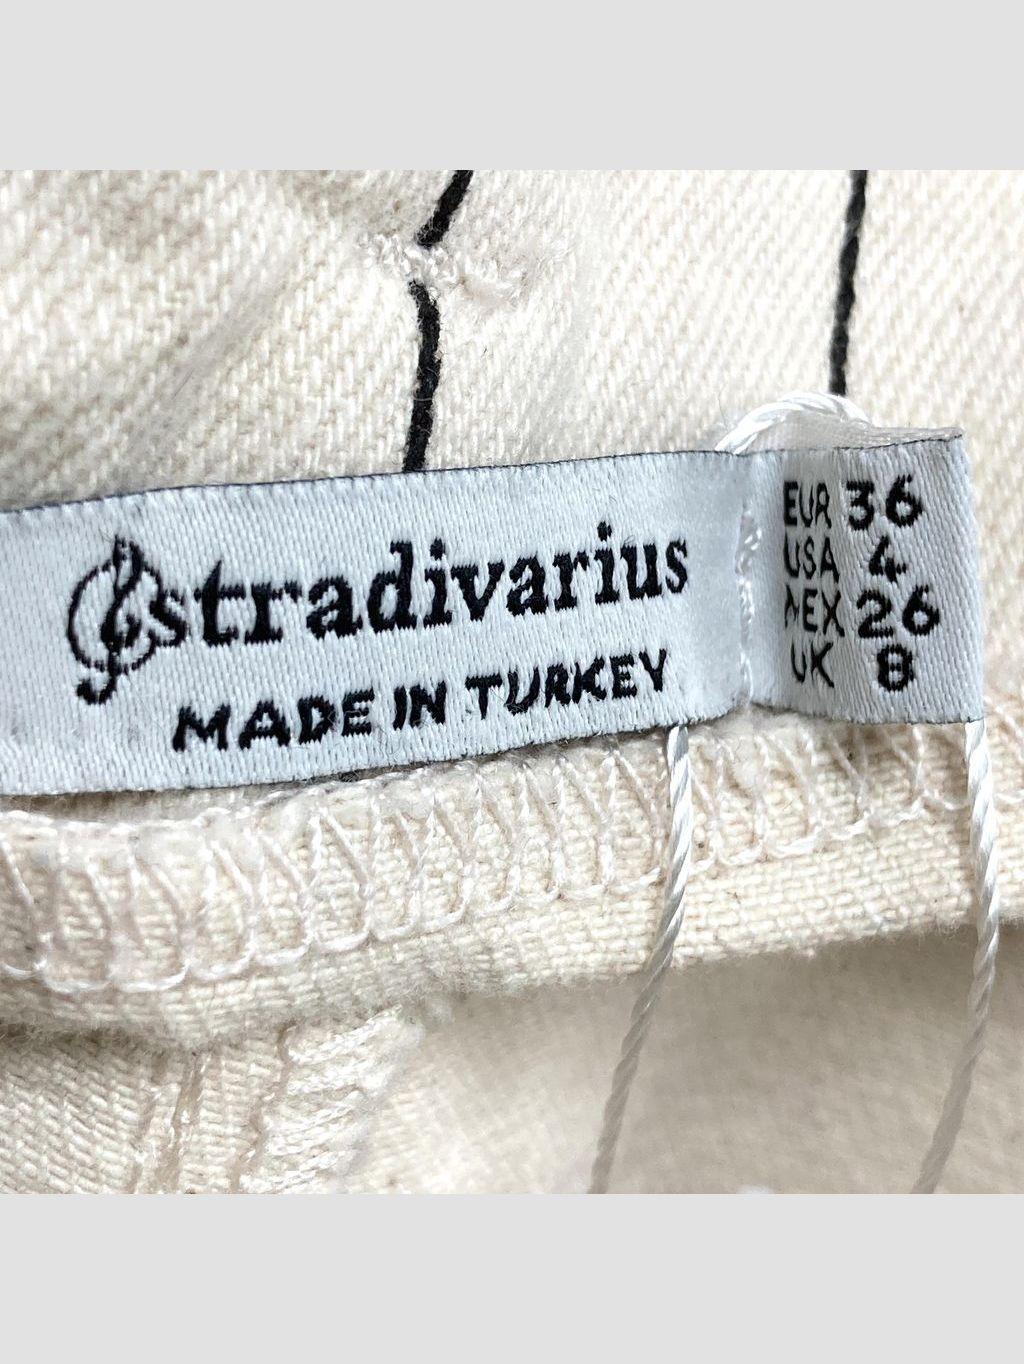 stradivarius
MADE IN TURKEY
EUR 36
USA 4
MEX 26
UK 8